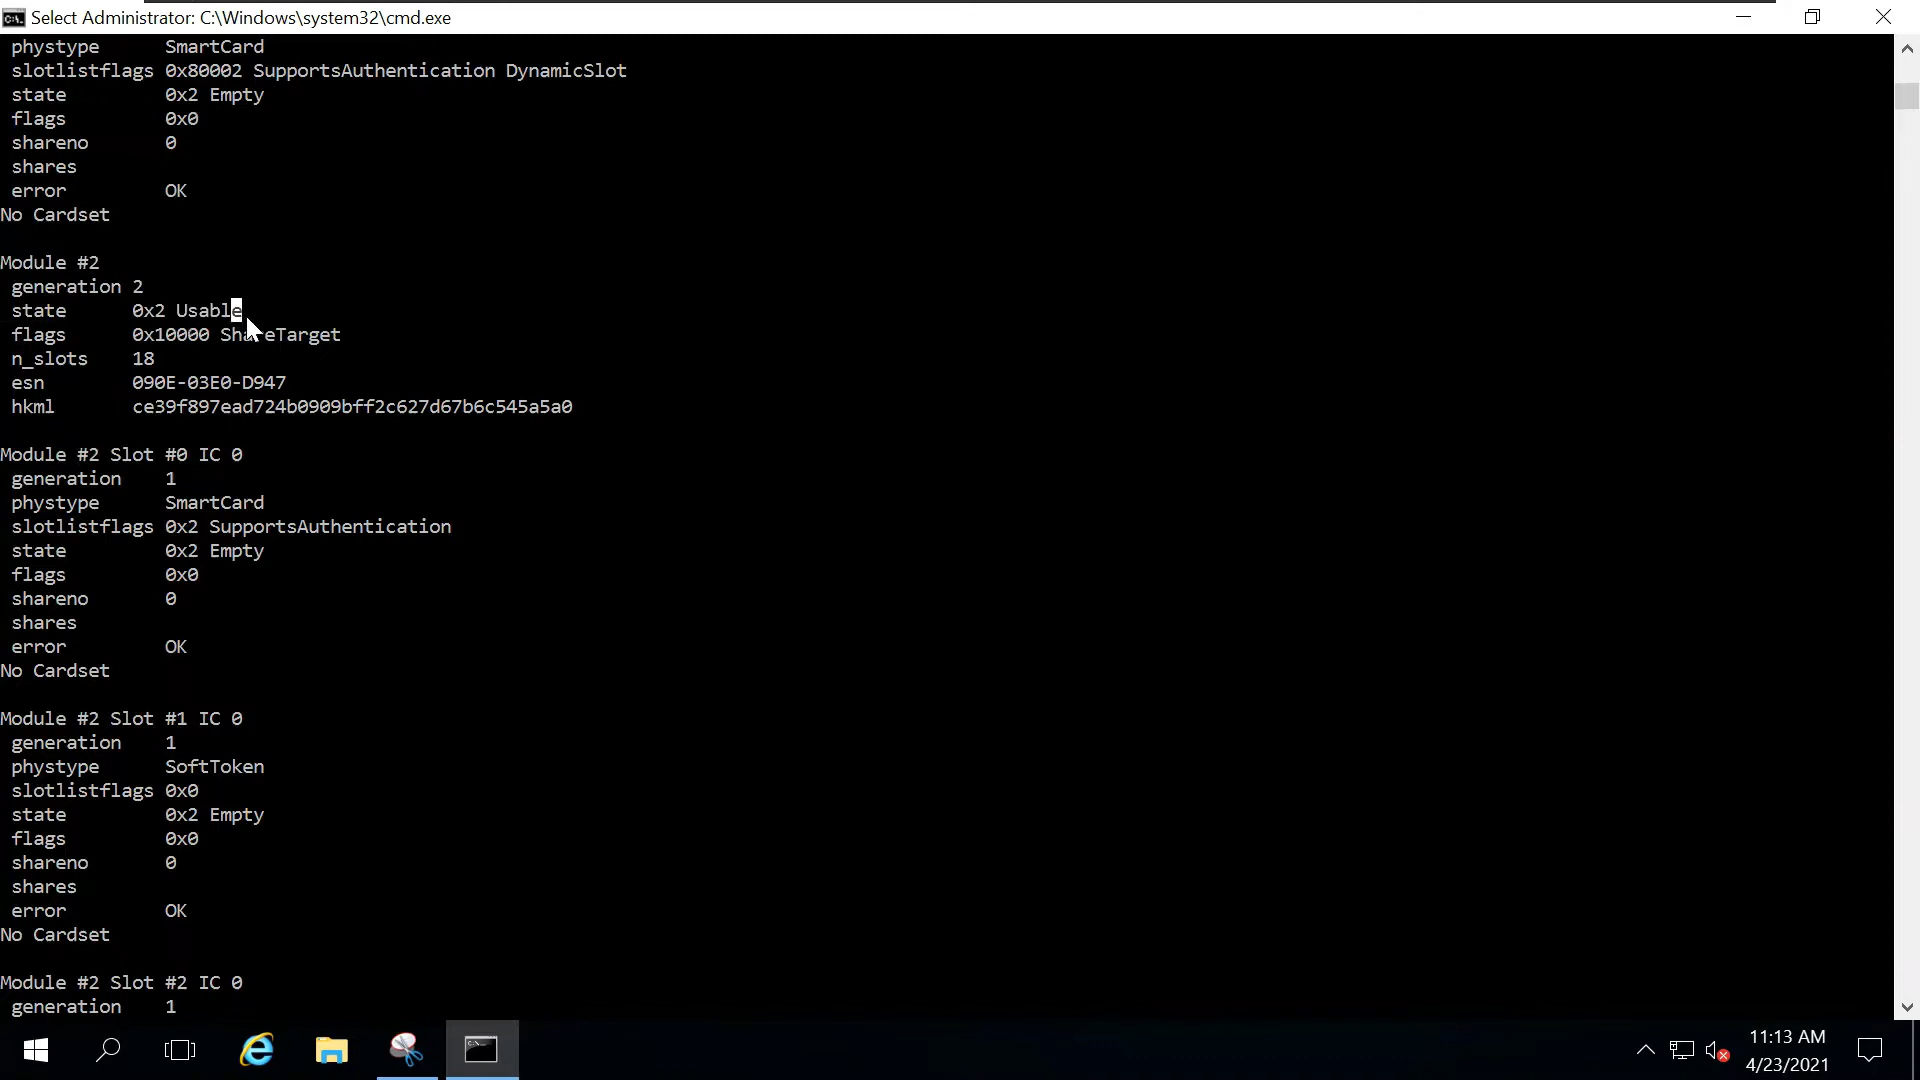 Select Administrator: C:\Windows\system32\cmd.exe
phystype SmartCard
slotlistflags 0x80002 SupportsAuthentication DynamicSlot
state 0x2 Empty
flags 0x0
shareno 0
shares
error OK
No Cardset
Module #2
generation 2
state 0x2 Usable
flags 0x10000 ShareTarget
n_slots 18
esn 090E-03E0-D947
hkml ce39f897ead724b0909bff2c627d67b6c545a5a0
Module #2 Slot #0 IC 0
generation 1
phystype SmartCard
slotlistflags 0x2 SupportsAuthentication
state 0x2 Empty
flags 0x0
shareno 0
shares
error OK
No Cardset
Module #2 Slot #1 IC 0
generation 1
phystype SoftToken
slotlistflags 0x0
state 0x2 Empty
flags 0x0
shareno 0
shares
error OK
No Cardset
Module #2 Slot #2 IC 0
generation 1
11:13 AM
4/23/2021